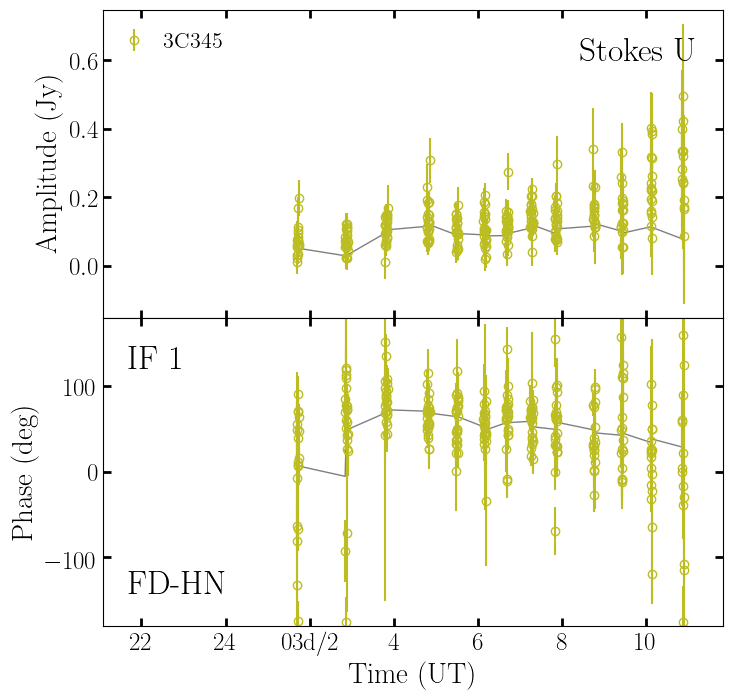 3C345
Stokes U
0.6
0.4
0.2
0.0
Amplitude (Jy)
IF 1
100
0
−100
Phase (deg)
FD-HN
22 24 03d/2 4 6 8 10
Time (UT)